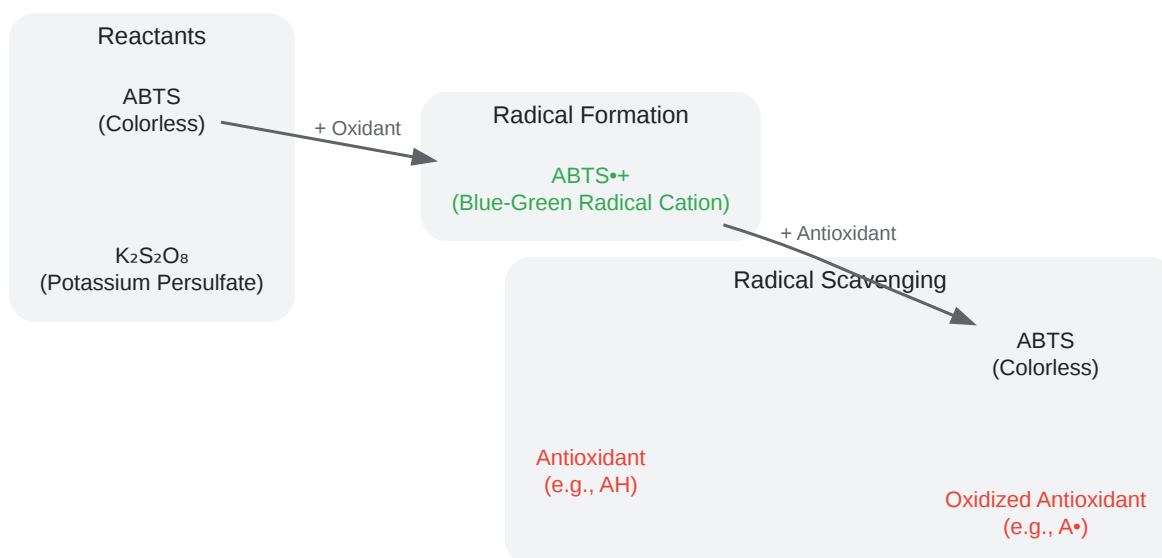 Reactants
ABTS
(Colorless)
+ Oxidant
K₂S₂O₈
(Potassium Persulfate)
Radical Formation
ABTS•+
(Blue-Green Radical Cation)
+ Antioxidant
Radical Scavenging
ABTS
(Colorless)
Antioxidant
(e.g., AH)
Oxidized Antioxidant
(e.g., A•)